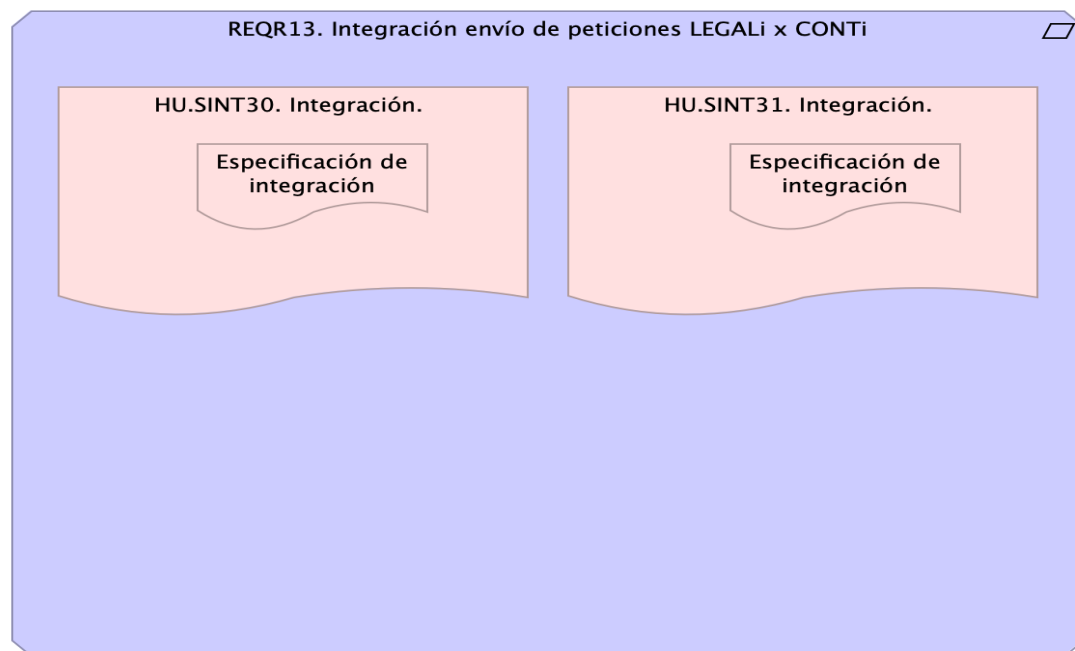 REQR13. Integración envío de peticiones LEGALi x CONTi
HU.SINT30. Integración.
Especificación de
integración
HU.SINT31. Integración.
Especificación de
integración